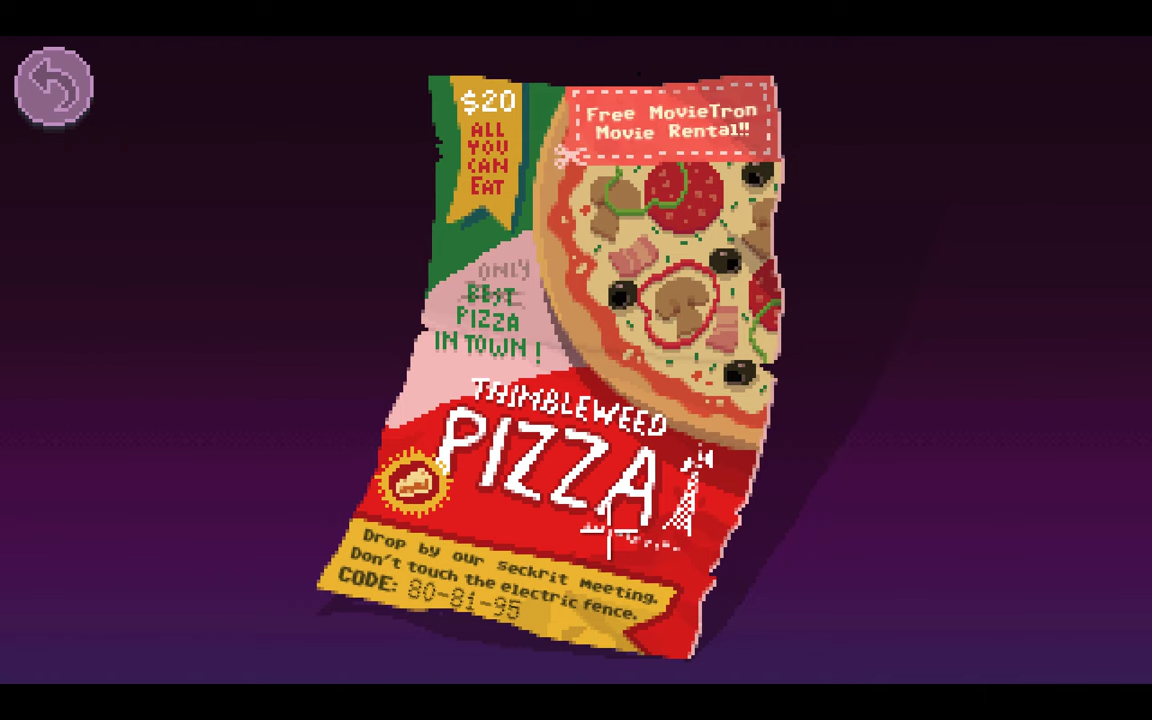 $20
ALL
YOU
CAN
EAT
Free MovieTron
Movie Rental!!
ONLY
BEST
PIZZA
IN TOWN!
THIMBLEWEED
PIZZA
Drop by our seckrit meeting.
Don't touch the electric fence.
CODE: 80-81-95